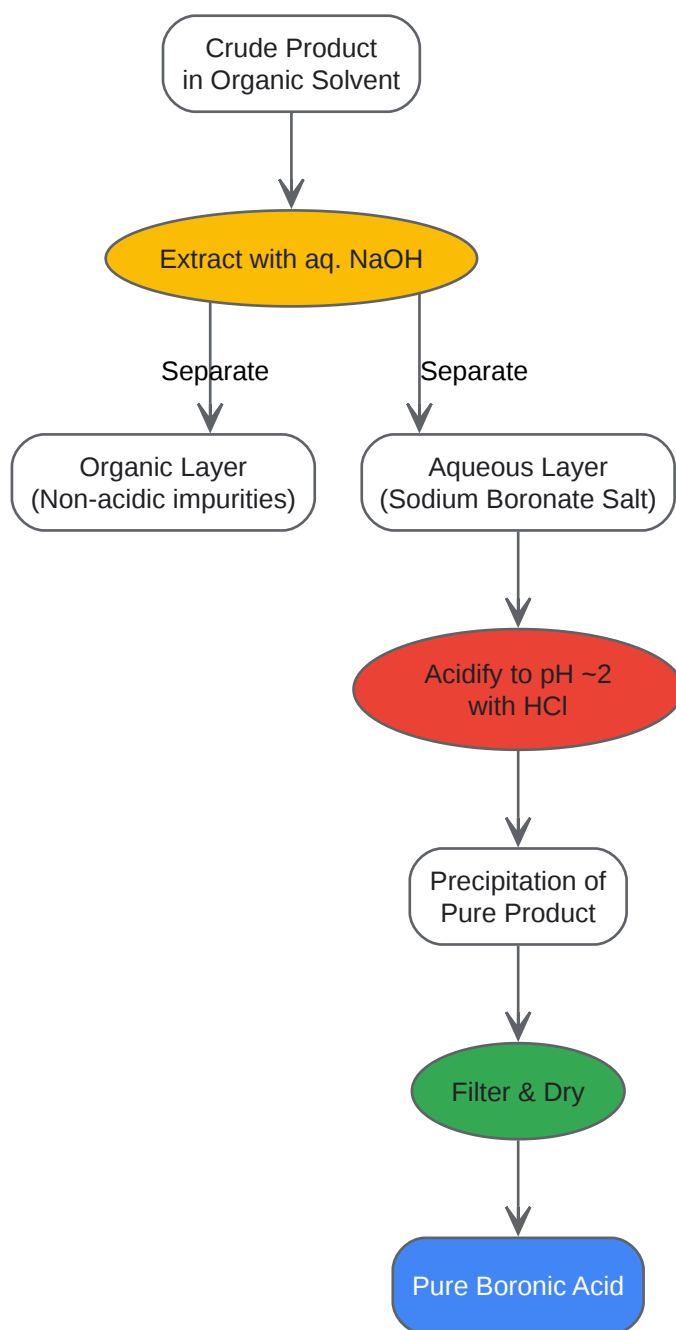 Crude Product
in Organic Solvent
Extract with aq. NaOH
Separate
Separate
Organic Layer
(Non-acidic impurities)
Aqueous Layer
(Sodium Boronate Salt)
Acidify to pH ~2
with HCl
Precipitation of
Pure Product
Filter & Dry
Pure Boronic Acid